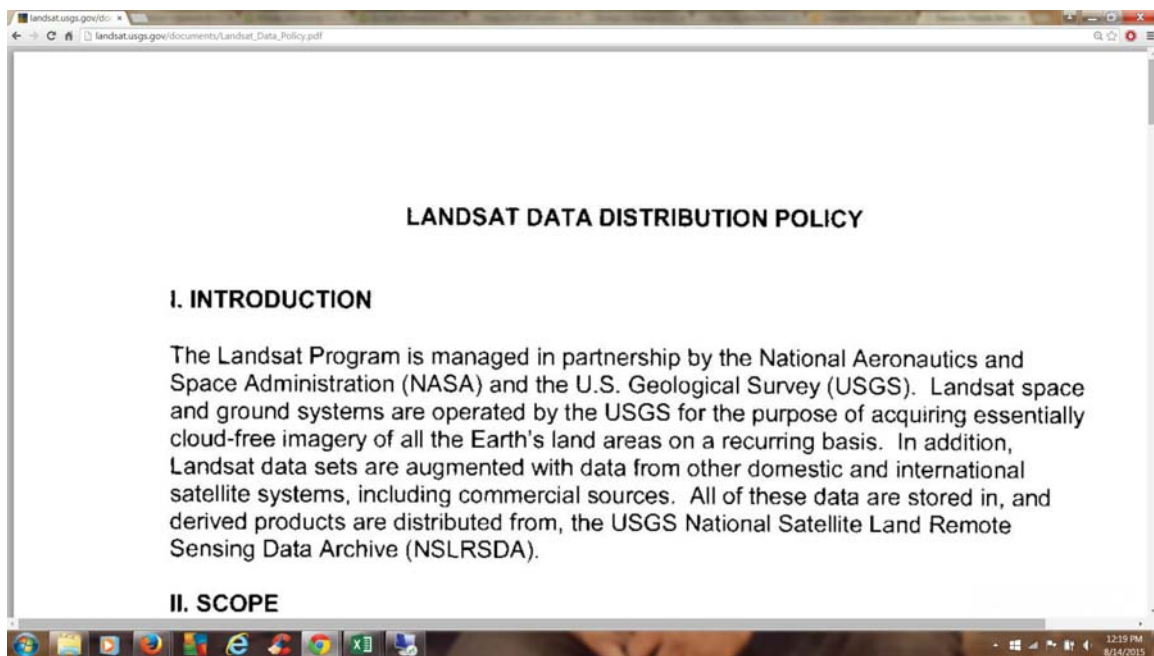 landsat.usgs.gov/do
landsat.usgs.gov/documents/Landsat_Data_Policy.pdf
LANDSAT DATA DISTRIBUTION POLICY
I. INTRODUCTION
The Landsat Program is managed in partnership by the National Aeronautics and
Space Administration (NASA) and the U.S. Geological Survey (USGS).  Landsat space
and ground systems are operated by the USGS for the purpose of acquiring essentially
cloud-free imagery of all the Earth's land areas on a recurring basis.  In addition,
Landsat data sets are augmented with data from other domestic and international
satellite systems, including commercial sources.  All of these data are stored in, and
derived products are distributed from, the USGS National Satellite Land Remote
Sensing Data Archive (NSLRSDA).
II. SCOPE
12:19 PM
8/14/2015